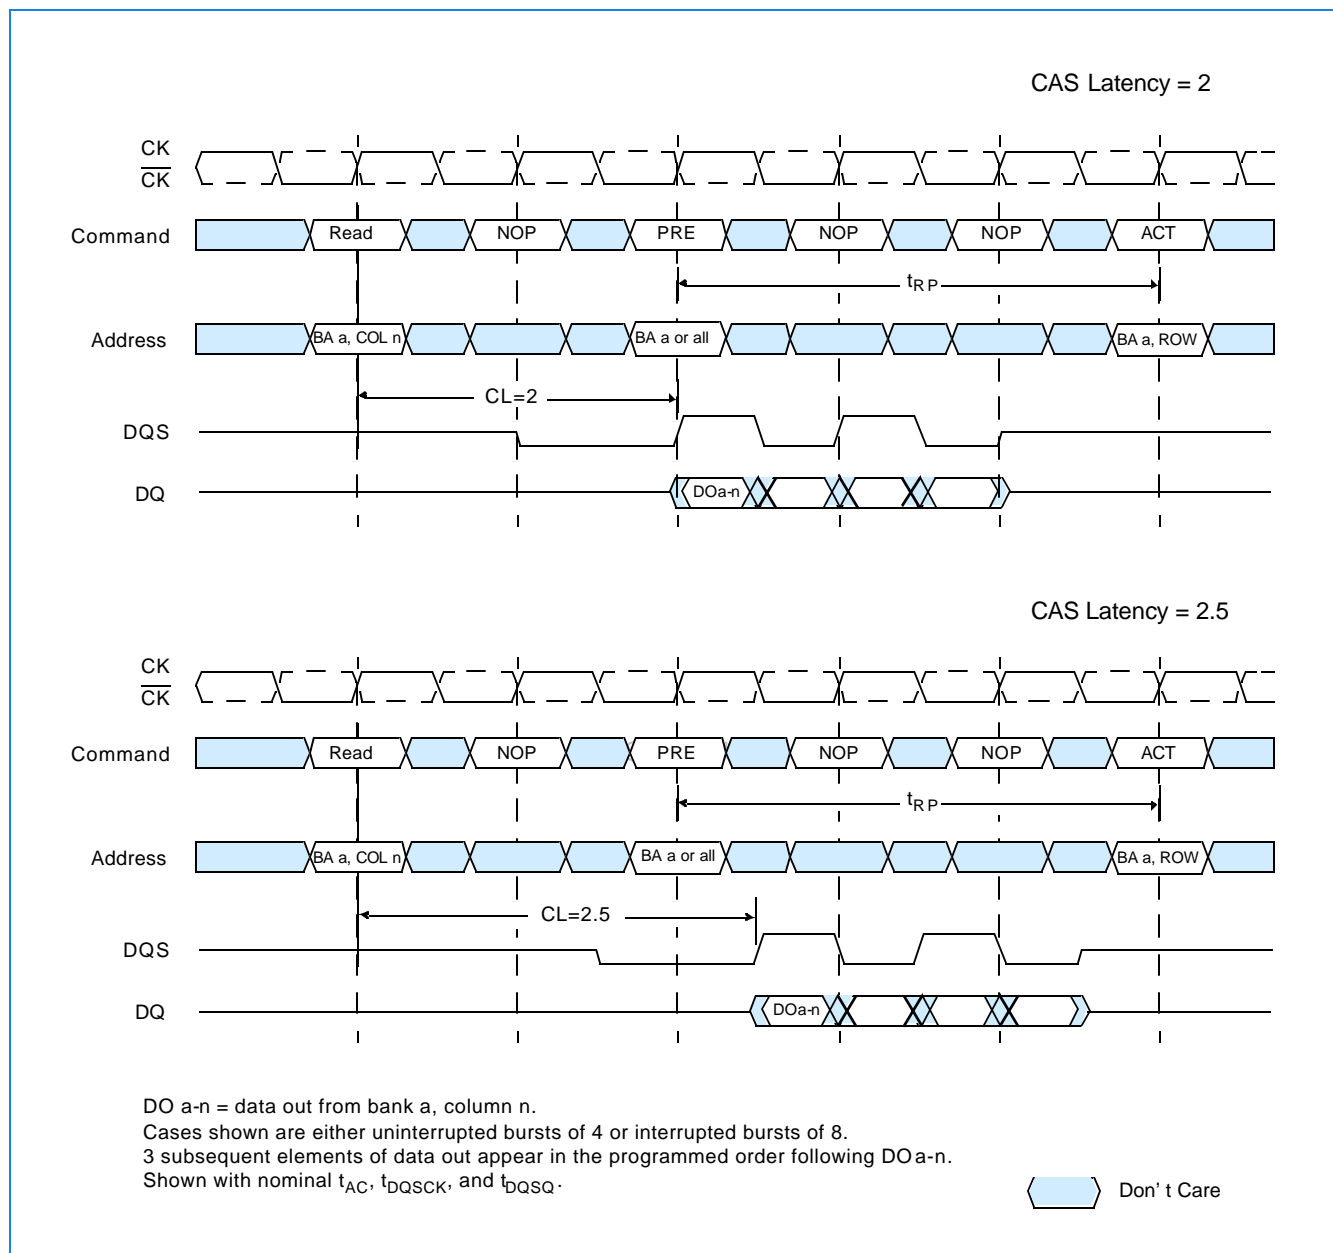 CAS Latency = 2
CK
CK
Command
Read NOP PRE NOP NOP ACT
tRP
Address
BA a, COL n BA a or all BA a, ROW
CL=2
DQS
DQ
DOa-n
CAS Latency = 2.5
CK
CK
Command
Read NOP PRE NOP NOP ACT
tRP
Address
BA a, COL n BA a or all BA a, ROW
CL=2.5
DQS
DQ
DOa-n
DO a-n = data out from bank a, column n.
Cases shown are either uninterrupted bursts of 4 or interrupted bursts of 8.
3 subsequent elements of data out appear in the programmed order following DO a-n.
Shown with nominal tAC, tDQSCK, and tDQSQ.
Don' t Care